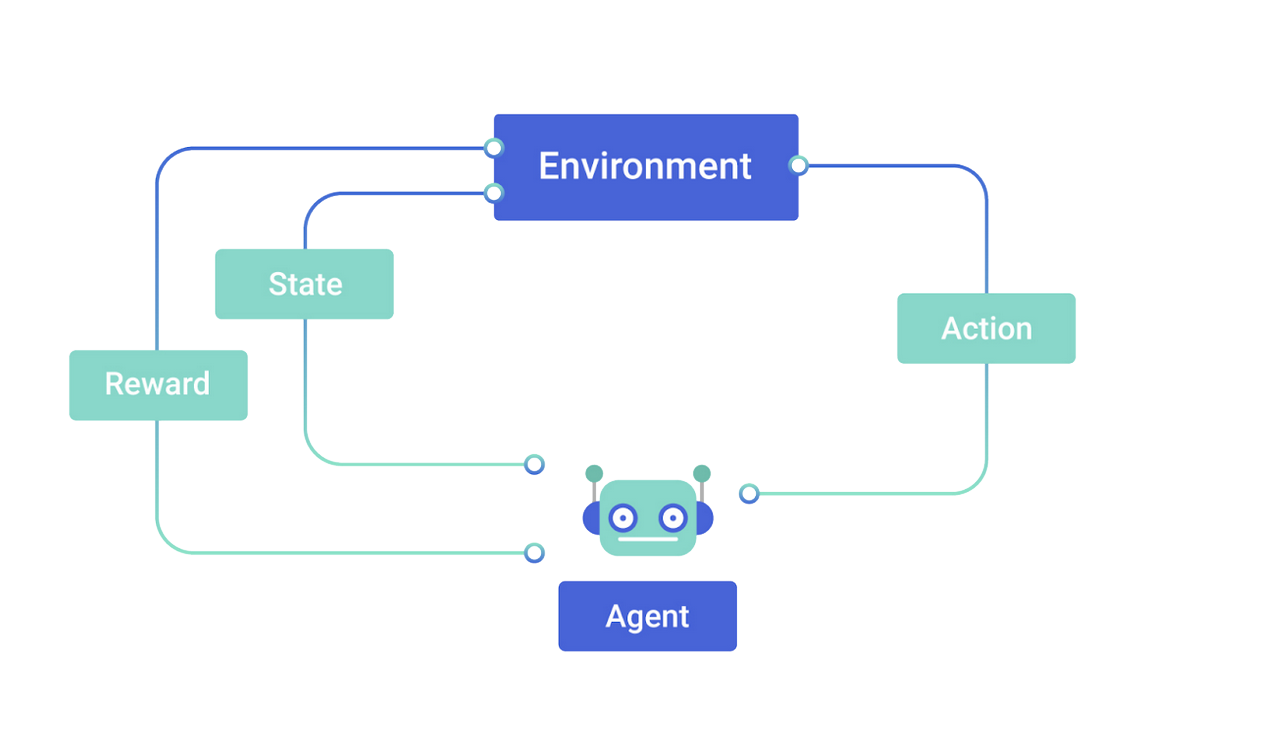 Environment
State
Action
Reward
Agent